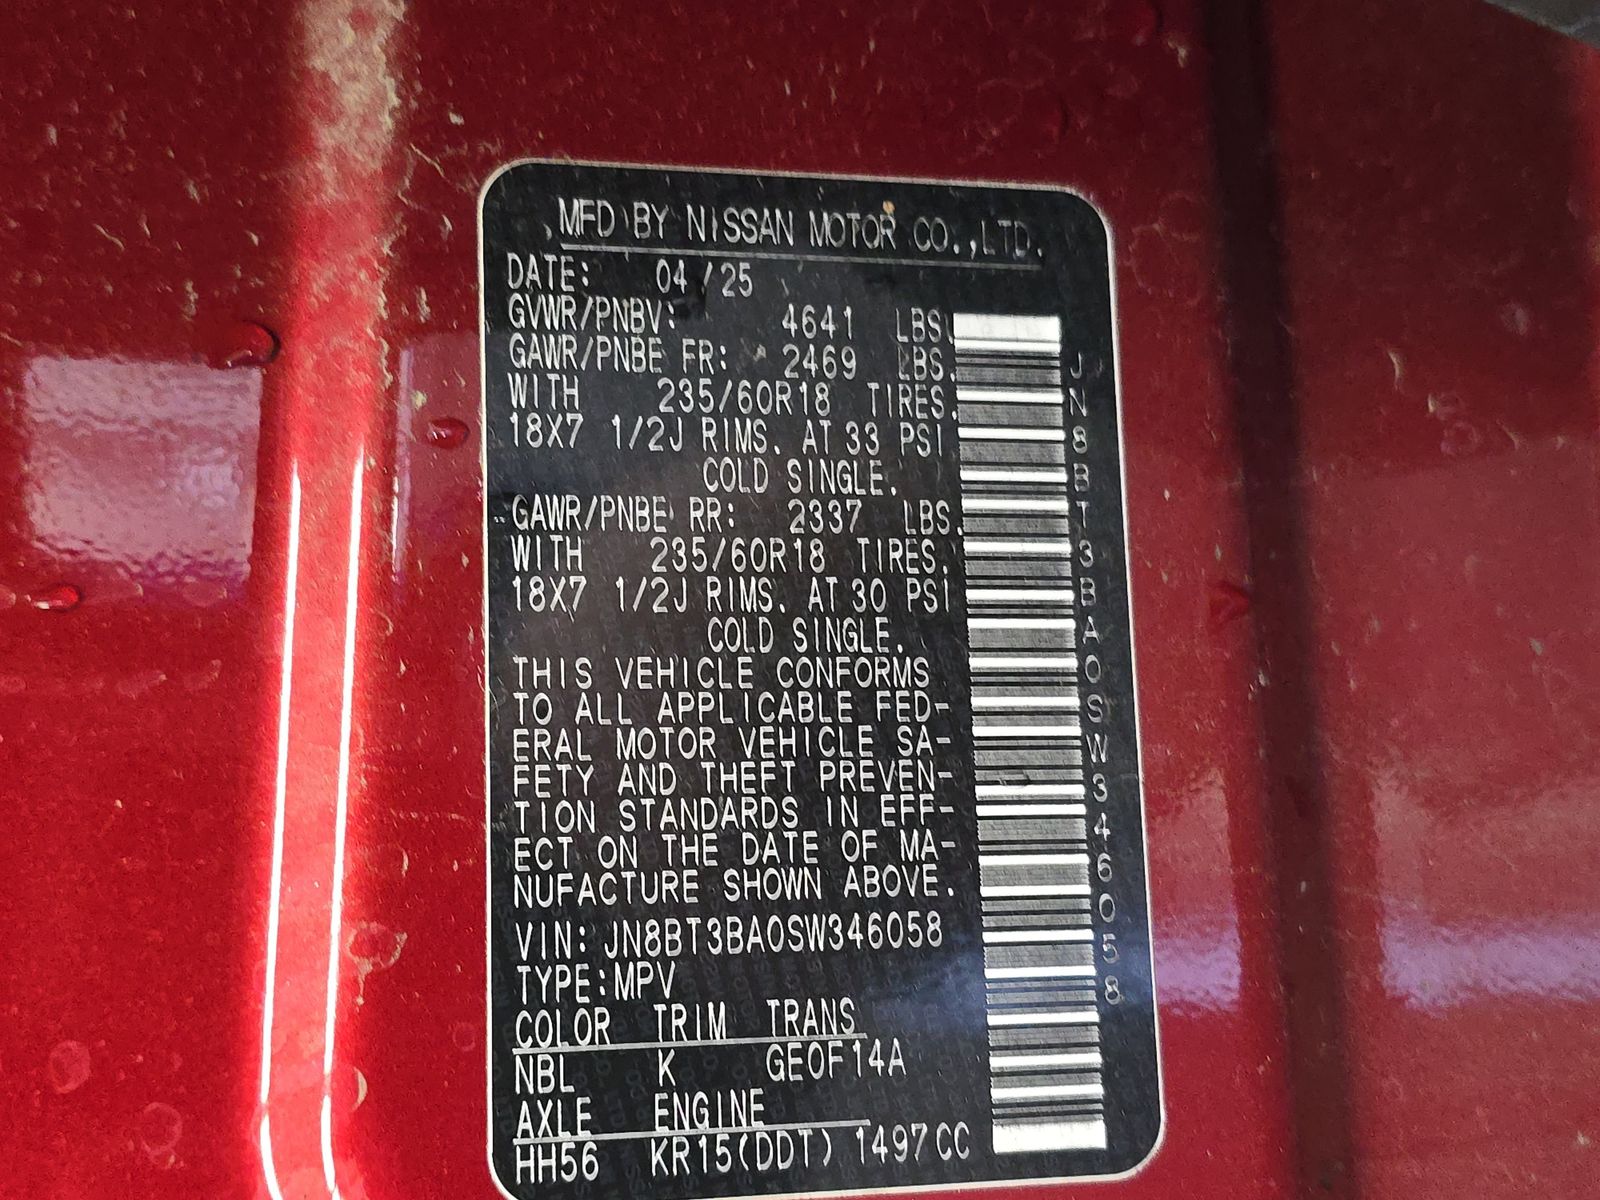 MFD BY NISSAN MOTOR CO.,LTD.
DATE: 04/25
GVWR/PNBV: 4641 LBS.
GAWR/PNBE FR: 2469 LBS.
WITH 235/60R18 TIRES.
18X7 1/2J RIMS. AT 33 PSI
COLD SINGLE.
GAWR/PNBE RR: 2337 LBS.
WITH 235/60R18 TIRES.
18X7 1/2J RIMS. AT 30 PSI
COLD SINGLE.
THIS VEHICLE CONFORMS
TO ALL APPLICABLE FED-
ERAL MOTOR VEHICLE SA-
FETY AND THEFT PREVEN-
TION STANDARDS IN EFF-
ECT ON THE DATE OF MA-
NUFACTURE SHOWN ABOVE.
VIN: JN8BT3BA0SW346058
TYPE:MPV
COLOR TRIM TRANS
NBL K GE0F14A
AXLE ENGINE
HH56 KR15(DDT) 1497CC
JN8BT3BA0SW346058